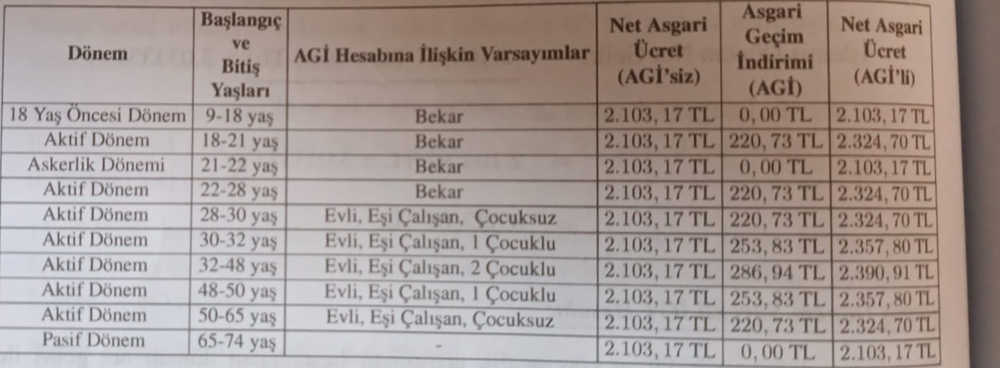 Dönem | Başlangıç ve Bitiş Yaşları | AGİ Hesabına İlişkin Varsayımlar | Net Asgari Ücret (AGİ'siz) | Asgari Geçim İndirimi (AGİ) | Net Asgari Ücret (AGİ'li)
18 Yaş Öncesi Dönem | 9-18 yaş | Bekar | 2.103, 17 TL | 0, 00 TL | 2.103, 17 TL
Aktif Dönem | 18-21 yaş | Bekar | 2.103, 17 TL | 220, 73 TL | 2.324, 70 TL
Askerlik Dönemi | 21-22 yaş | Bekar | 2.103, 17 TL | 0, 00 TL | 2.103, 17 TL
Aktif Dönem | 22-28 yaş | Bekar | 2.103, 17 TL | 220, 73 TL | 2.324, 70 TL
Aktif Dönem | 28-30 yaş | Evli, Eşi Çalışan, Çocuksuz | 2.103, 17 TL | 220, 73 TL | 2.324, 70 TL
Aktif Dönem | 30-32 yaş | Evli, Eşi Çalışan, 1 Çocuklu | 2.103, 17 TL | 253, 83 TL | 2.357, 80 TL
Aktif Dönem | 32-48 yaş | Evli, Eşi Çalışan, 2 Çocuklu | 2.103, 17 TL | 286, 94 TL | 2.390, 91 TL
Aktif Dönem | 48-50 yaş | Evli, Eşi Çalışan, 1 Çocuklu | 2.103, 17 TL | 253, 83 TL | 2.357, 80 TL
Aktif Dönem | 50-65 yaş | Evli, Eşi Çalışan, Çocuksuz | 2.103, 17 TL | 220, 73 TL | 2.324, 70 TL
Pasif Dönem | 65-74 yaş | - | 2.103, 17 TL | 0, 00 TL | 2.103, 17 TL